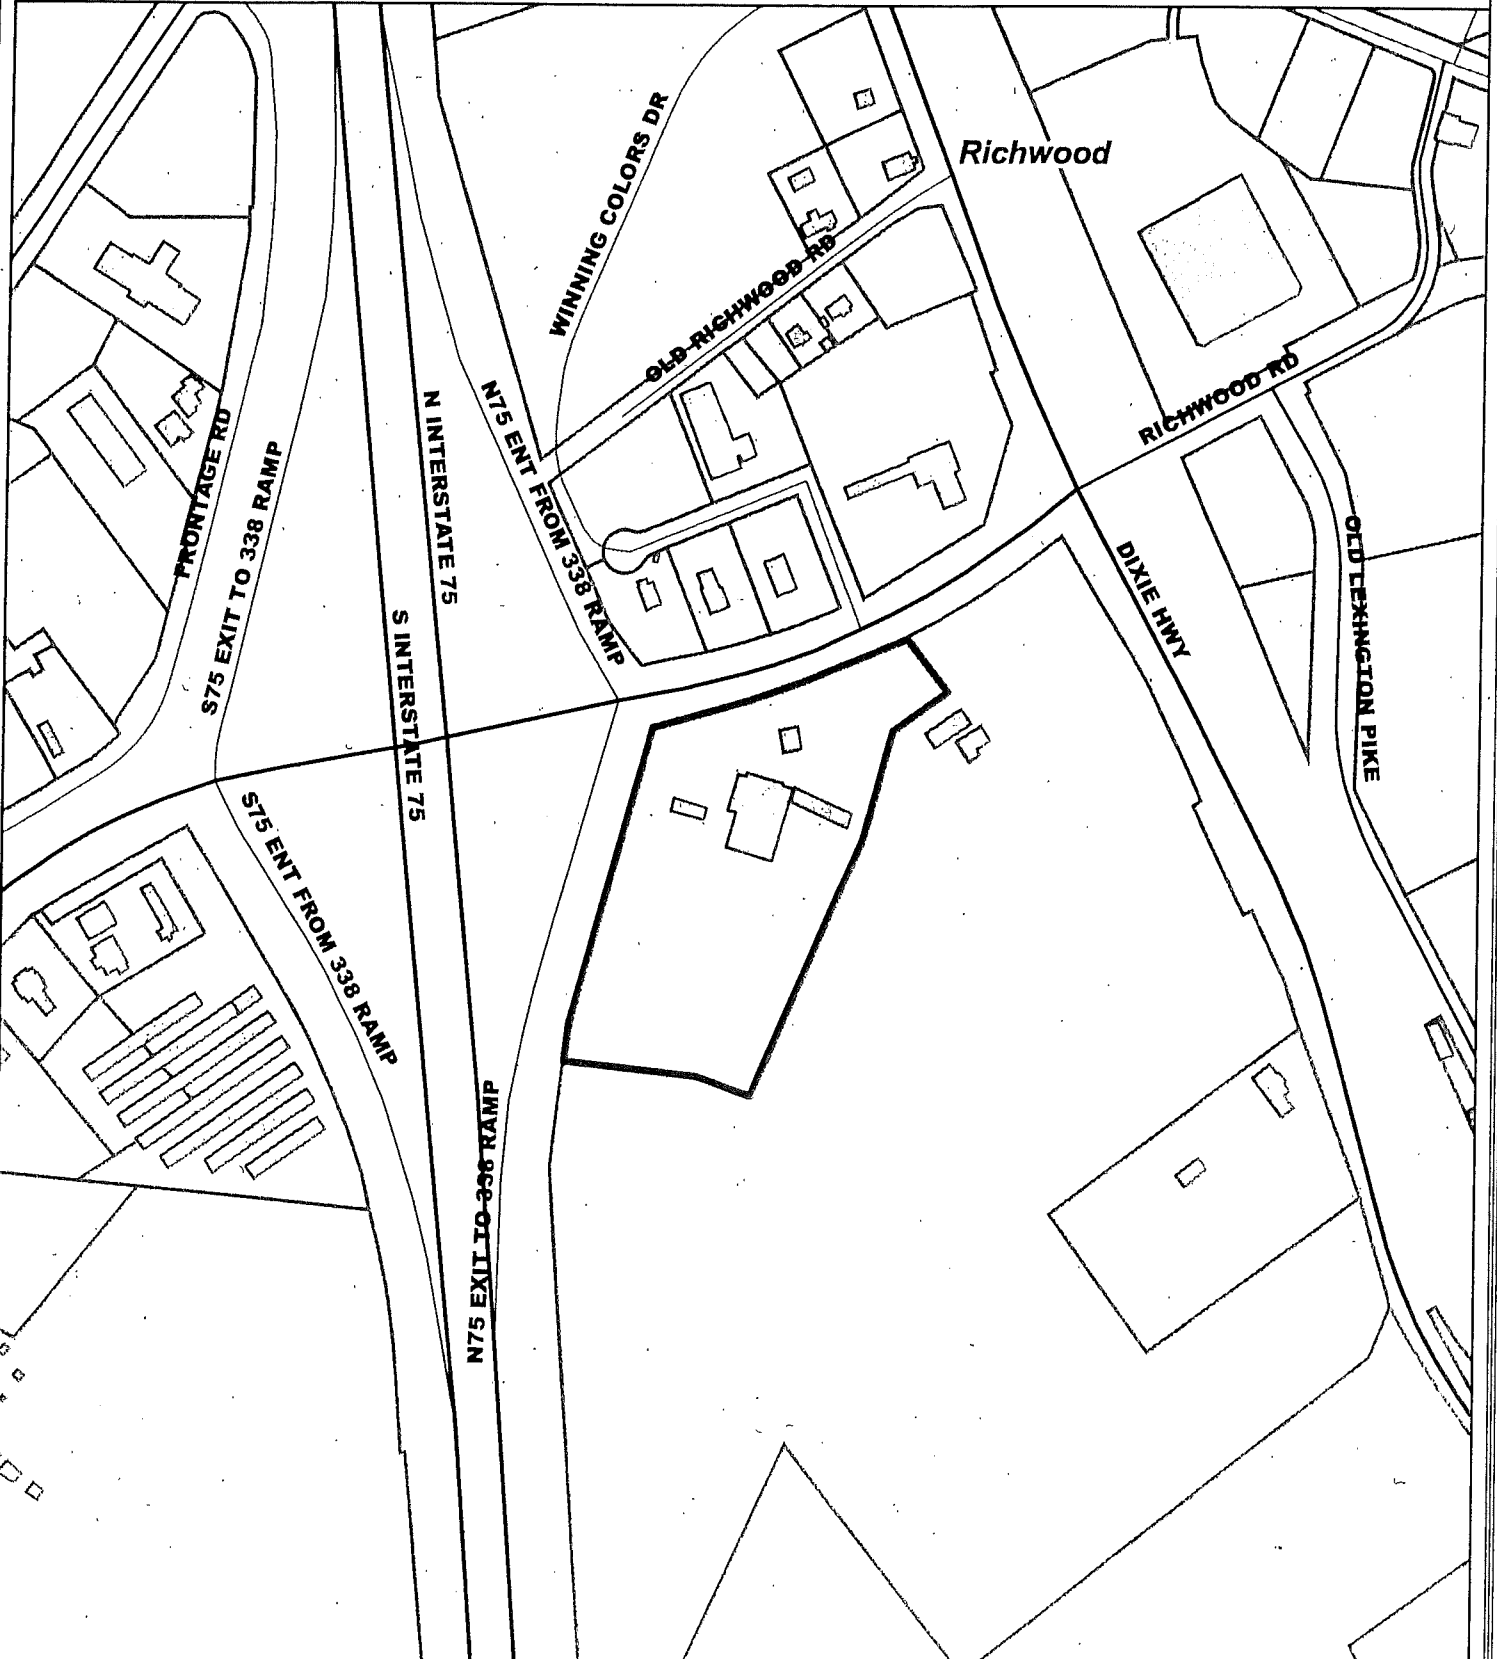 WINNING COLORS DR
Richwood
OLD RICHWOOD RD
RICHWOOD RD
FRONTAGE RD
S75 EXIT TO 338 RAMP
N INTERSTATE 75
N75 ENT FROM 338 RAMP
S INTERSTATE 75
DIXIE HWY
OLD LEXINGTON PIKE
S75 ENT FROM 338 RAMP
N75 EXIT TO 338 RAMP